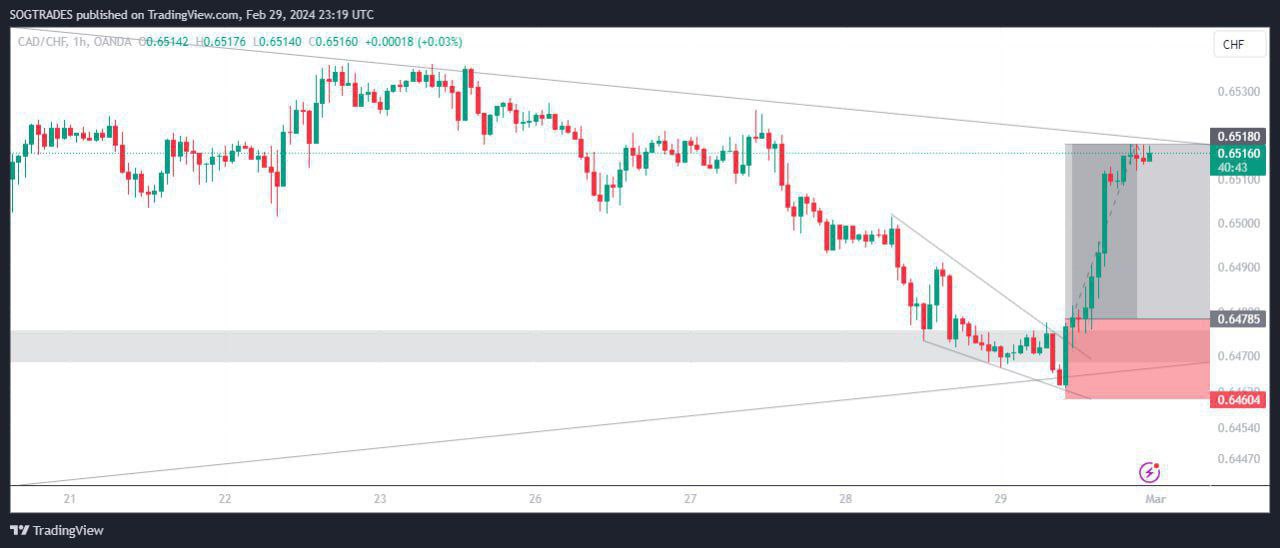 SOGTRADES published on TradingView.com, Feb 29, 2024 23:19 UTC
CAD/CHF, 1h, OANDA O0.65142 H0.65176 L0.65140 C0.65160 +0.00018 (+0.03%)
CHF
0.65300
0.65180
0.65160
40:43
0.65100
0.65000
0.64900
0.64785
0.64700
0.64604
0.64540
0.64470
21 22 23 26 27 28 29 Mar
TradingView